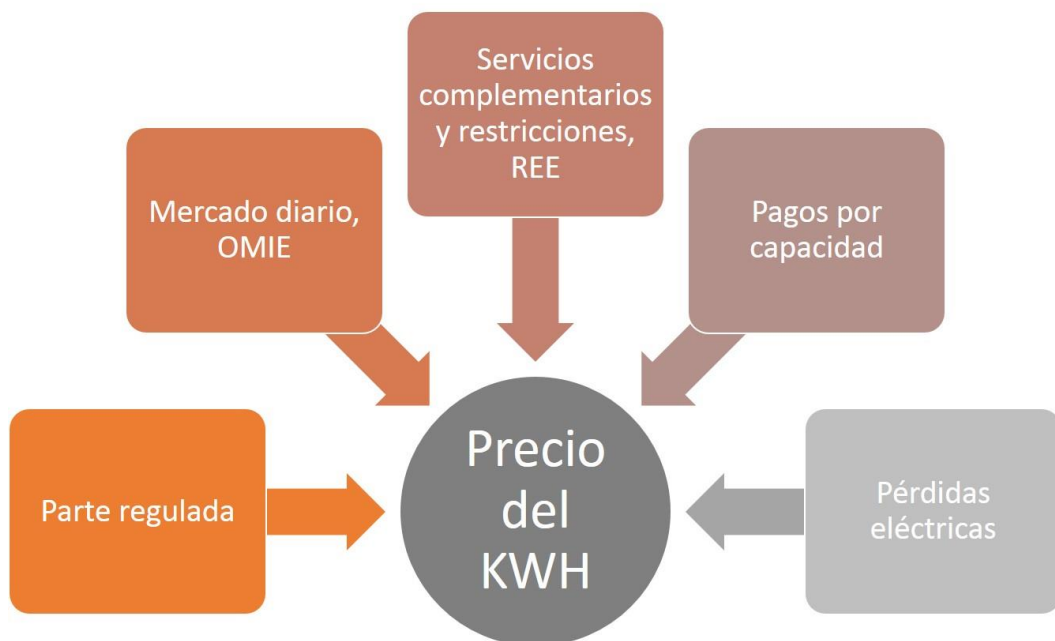 Servicios
complementarios
y restricciones,
REE
Mercado diario,
OMIE
Pagos por
capacidad
Parte regulada
Precio
del
KWH
Pérdidas
eléctricas